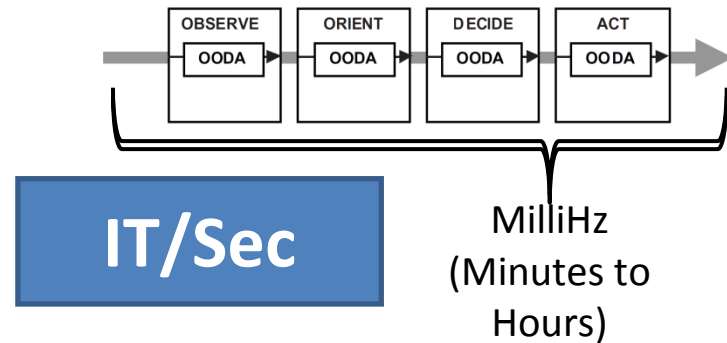 OBSERVE ORIENT DECIDE ACT
OODA OODA OODA OODA
IT/Sec
MilliHz
(Minutes to
Hours)